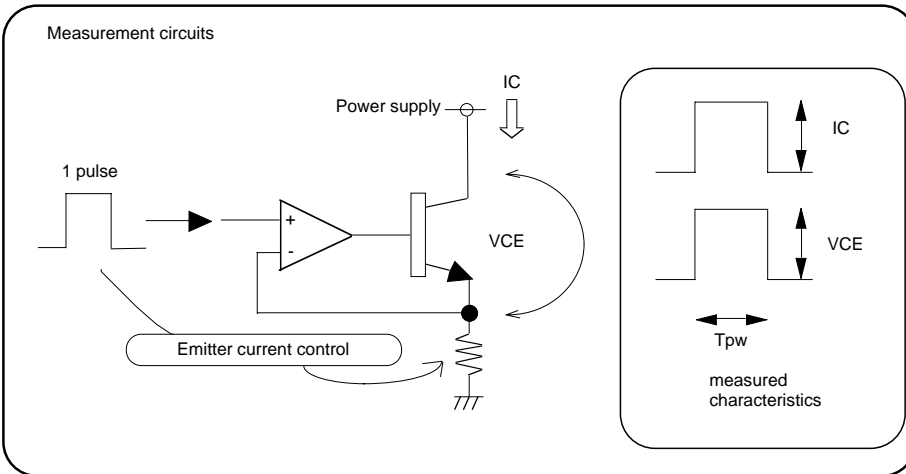 Measurement circuits
IC
Power supply
1 pulse
+
-
VCE
Emitter current control
IC
VCE
Tpw
measured
characteristics